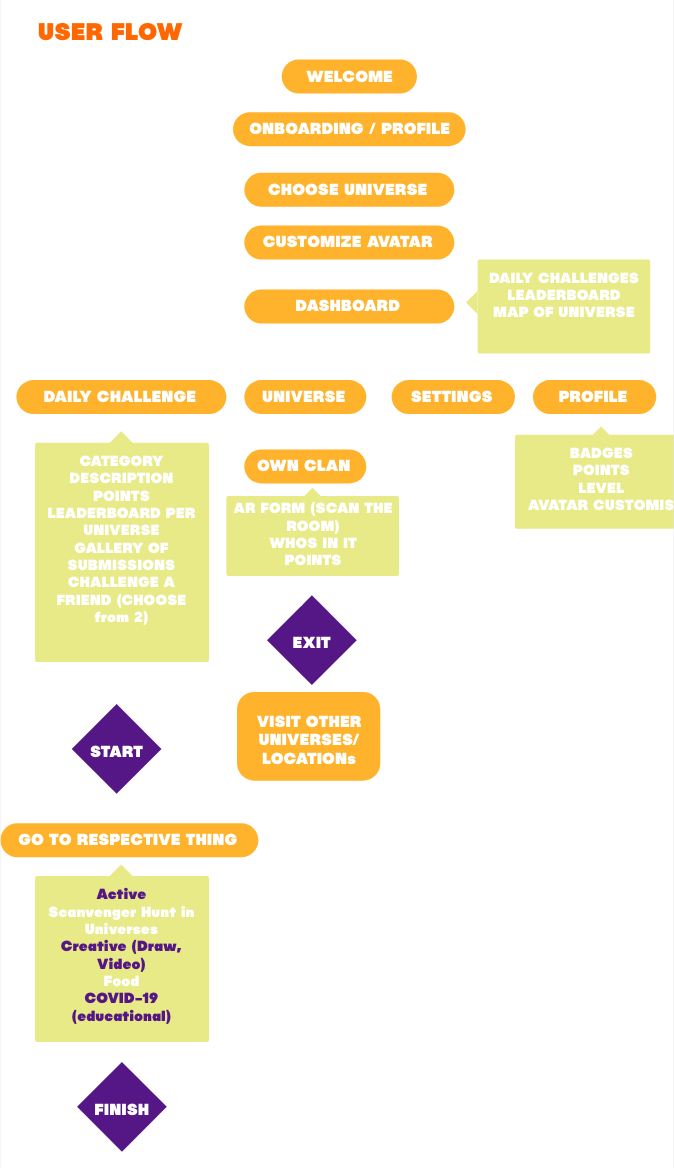 USER FLOW
WELCOME
ONBOARDING / PROFILE
CHOOSE UNIVERSE
CUSTOMIZE AVATAR
DASHBOARD
DAILY CHALLENGES
LEADERBOARD
MAP OF UNIVERSE
DAILY CHALLENGE
UNIVERSE
SETTINGS
PROFILE
CATEGORY
DESCRIPTION
POINTS
LEADERBOARD PER
UNIVERSE
GALLERY OF
SUBMISSIONS
CHALLENGE A
FRIEND (CHOOSE
from 2)
OWN CLAN
AR FORM (SCAN THE
ROOM)
WHOS IN IT
POINTS
BADGES
POINTS
LEVEL
AVATAR CUSTOMIS
EXIT
VISIT OTHER
UNIVERSES/
LOCATIONs
START
GO TO RESPECTIVE THING
Active
Scanvenger Hunt in
Universes
Creative (Draw,
Video)
Food
COVID-19
(educational)
FINISH